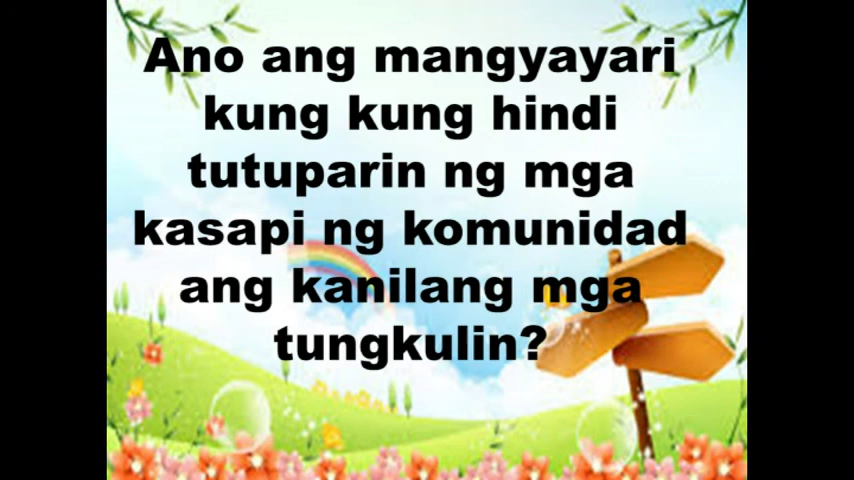 Ano ang mangyayari
kung kung hindi
tutuparin ng mga
kasapi ng komunidad
ang kanilang mga
tungkulin?